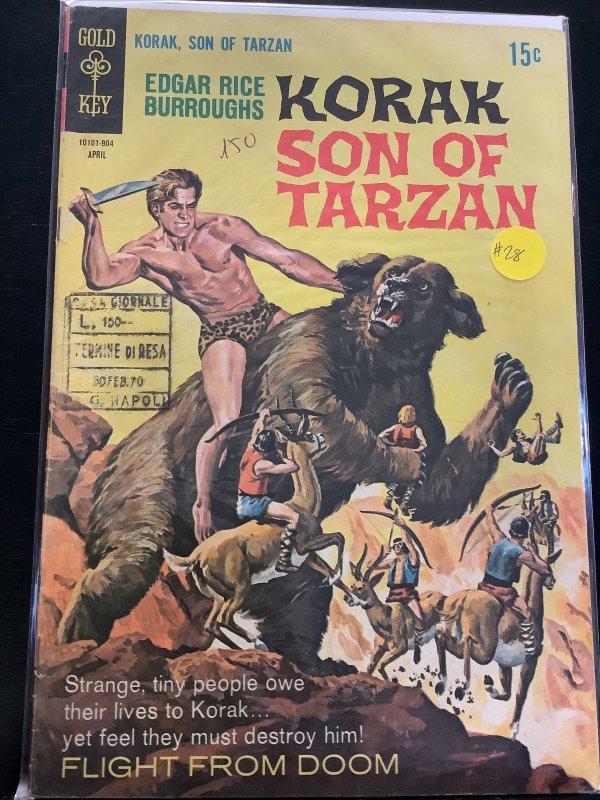 GOLD
KEY
KORAK, SON OF TARZAN
15c
EDGAR RICE
BURROUGHS
KORAK
SON OF
TARZAN
10101-904
APRIL
150
#28
GIORNALE
L. 150--
TERMINE DI RESA
FEB. 70
G. NAPOLI
Strange, tiny people owe
their lives to Korak...
yet feel they must destroy him!
FLIGHT FROM DOOM